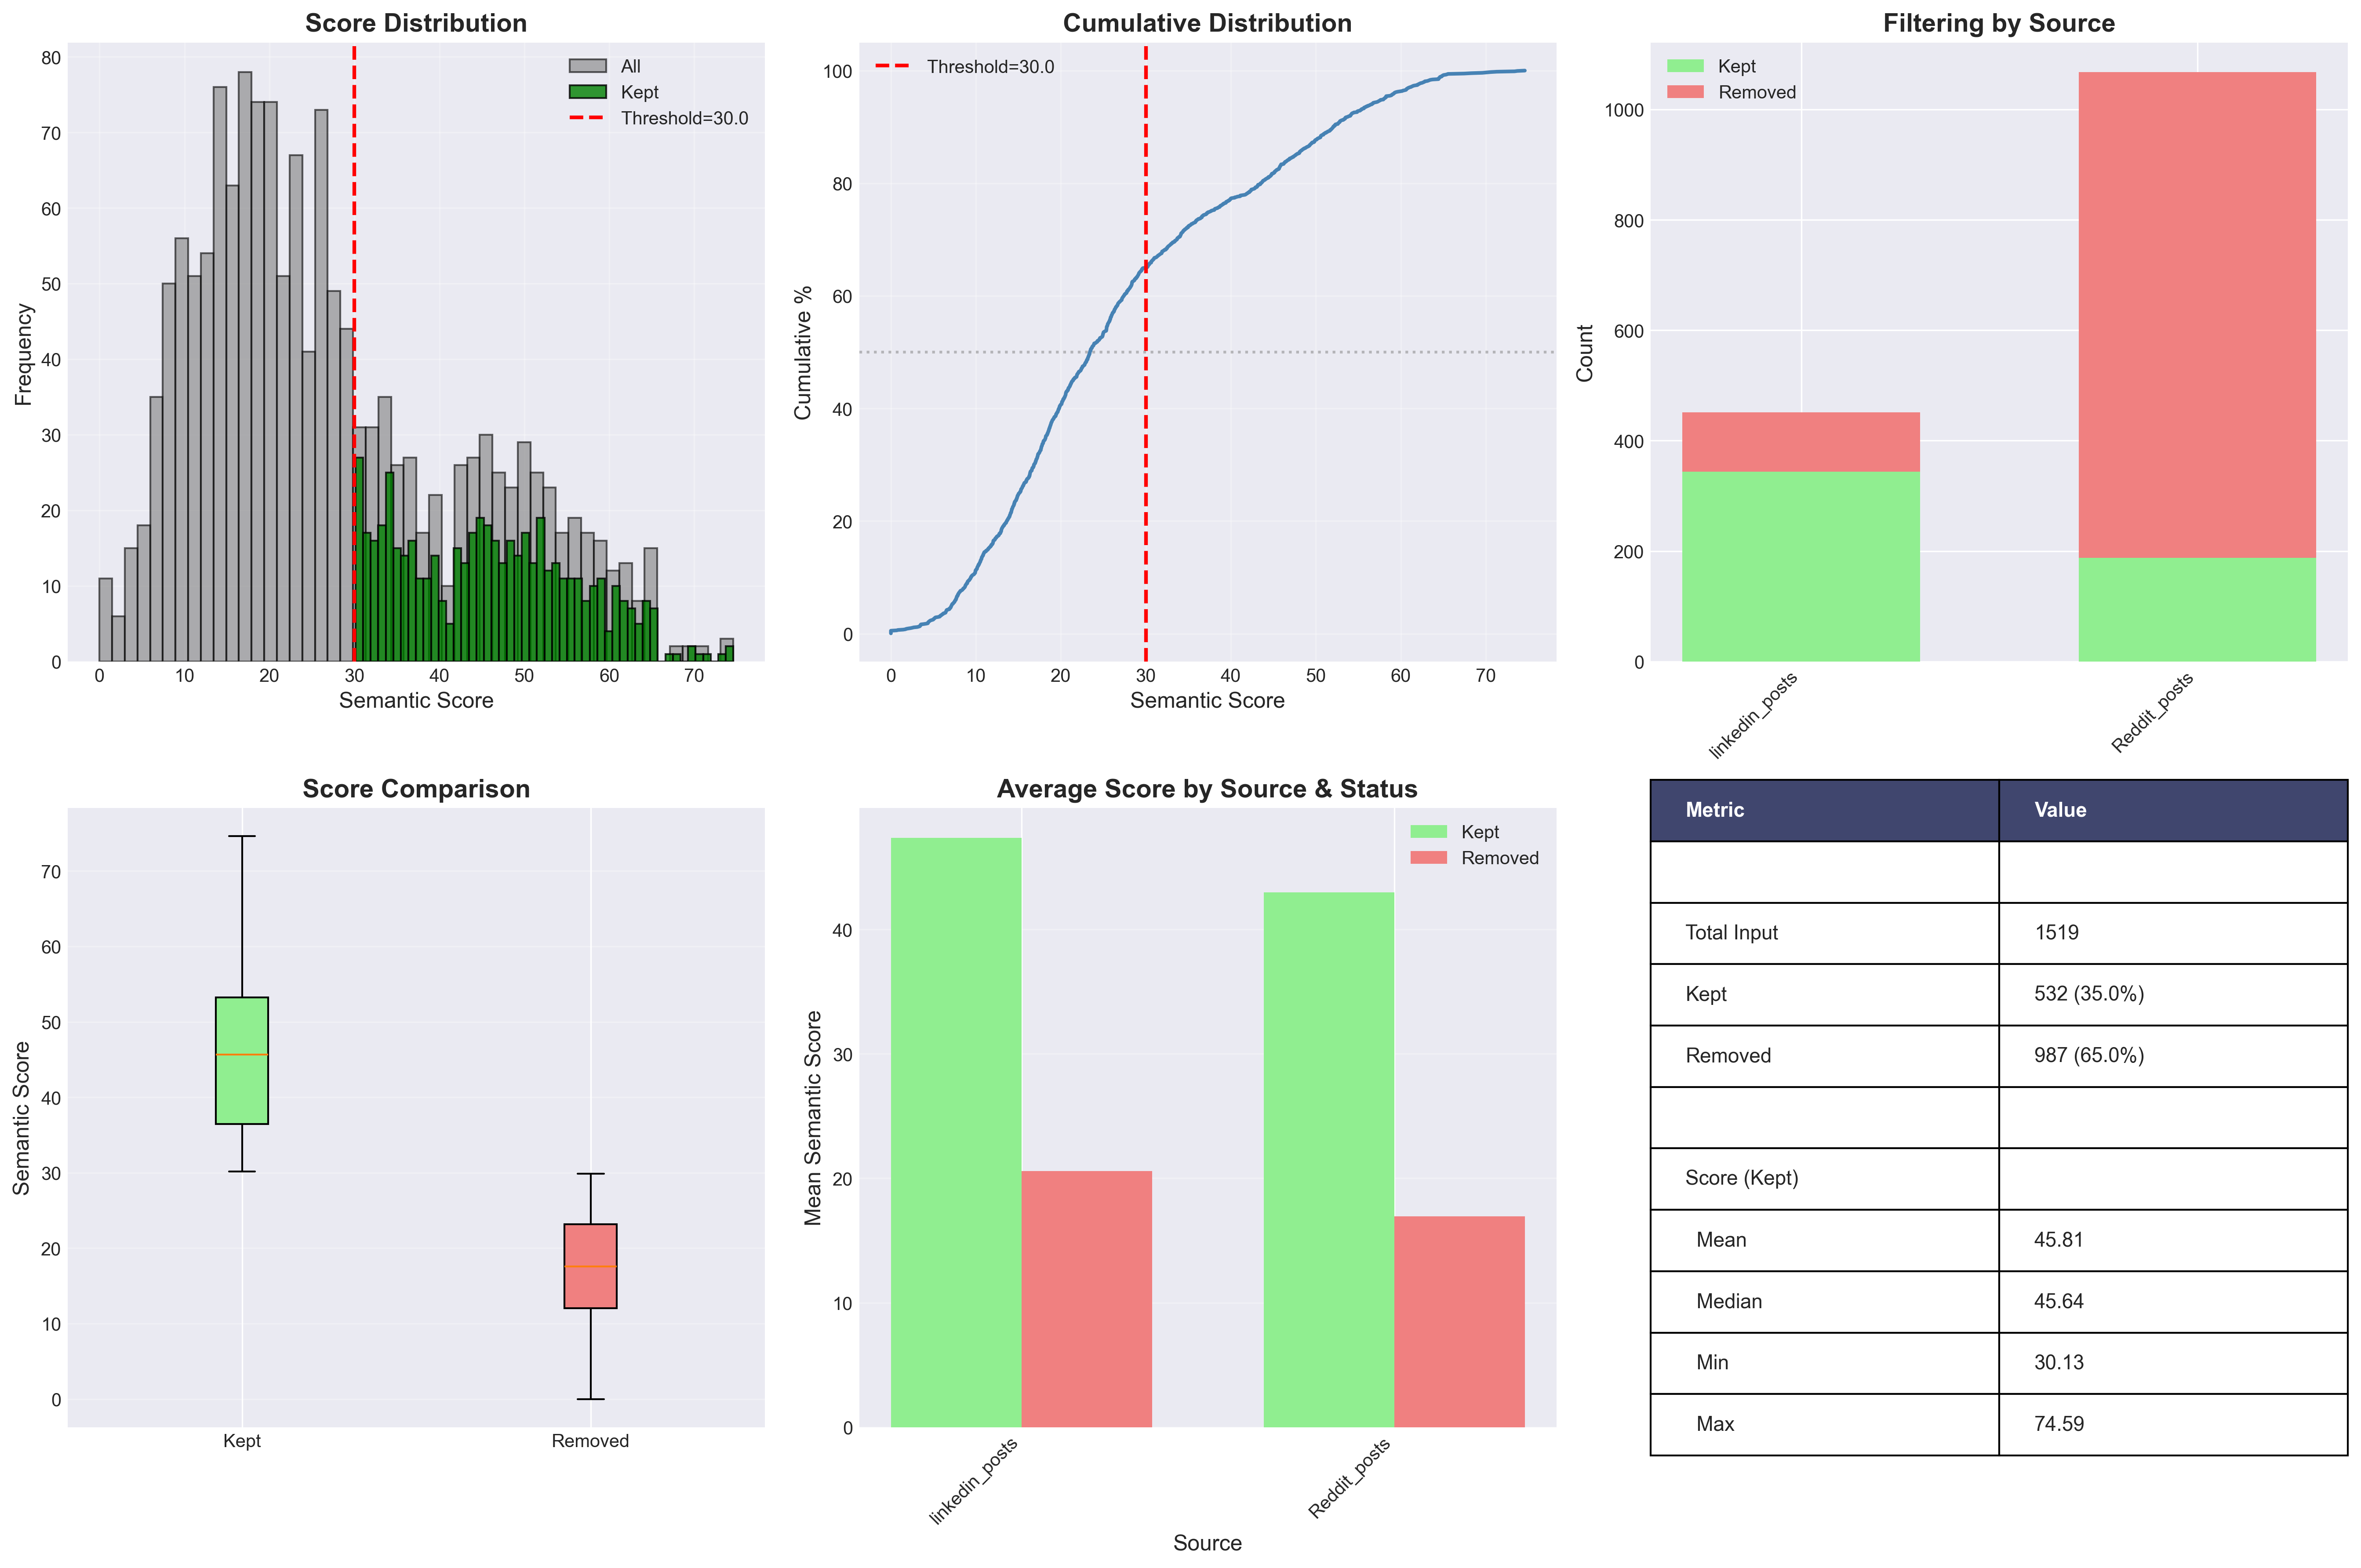 Score Distribution
All
Kept
Threshold=30.0
80
70
60
50
40
30
20
10
0
Frequency
0 10 20 30 40 50 60 70
Semantic Score
Cumulative Distribution
Threshold=30.0
100
80
60
40
20
0
Cumulative %
0 10 20 30 40 50 60 70
Semantic Score
Filtering by Source
Kept
Removed
1000
800
600
400
200
0
Count
linkedin_posts
Reddit_posts
Score Comparison
70
60
50
40
30
20
10
0
Semantic Score
Kept Removed
Average Score by Source & Status
Kept
Removed
40
30
20
10
0
Mean Semantic Score
linkedin_posts
Reddit_posts
Source
Metric Value
Total Input 1519
Kept 532 (35.0%)
Removed 987 (65.0%)
Score (Kept)
Mean 45.81
Median 45.64
Min 30.13
Max 74.59